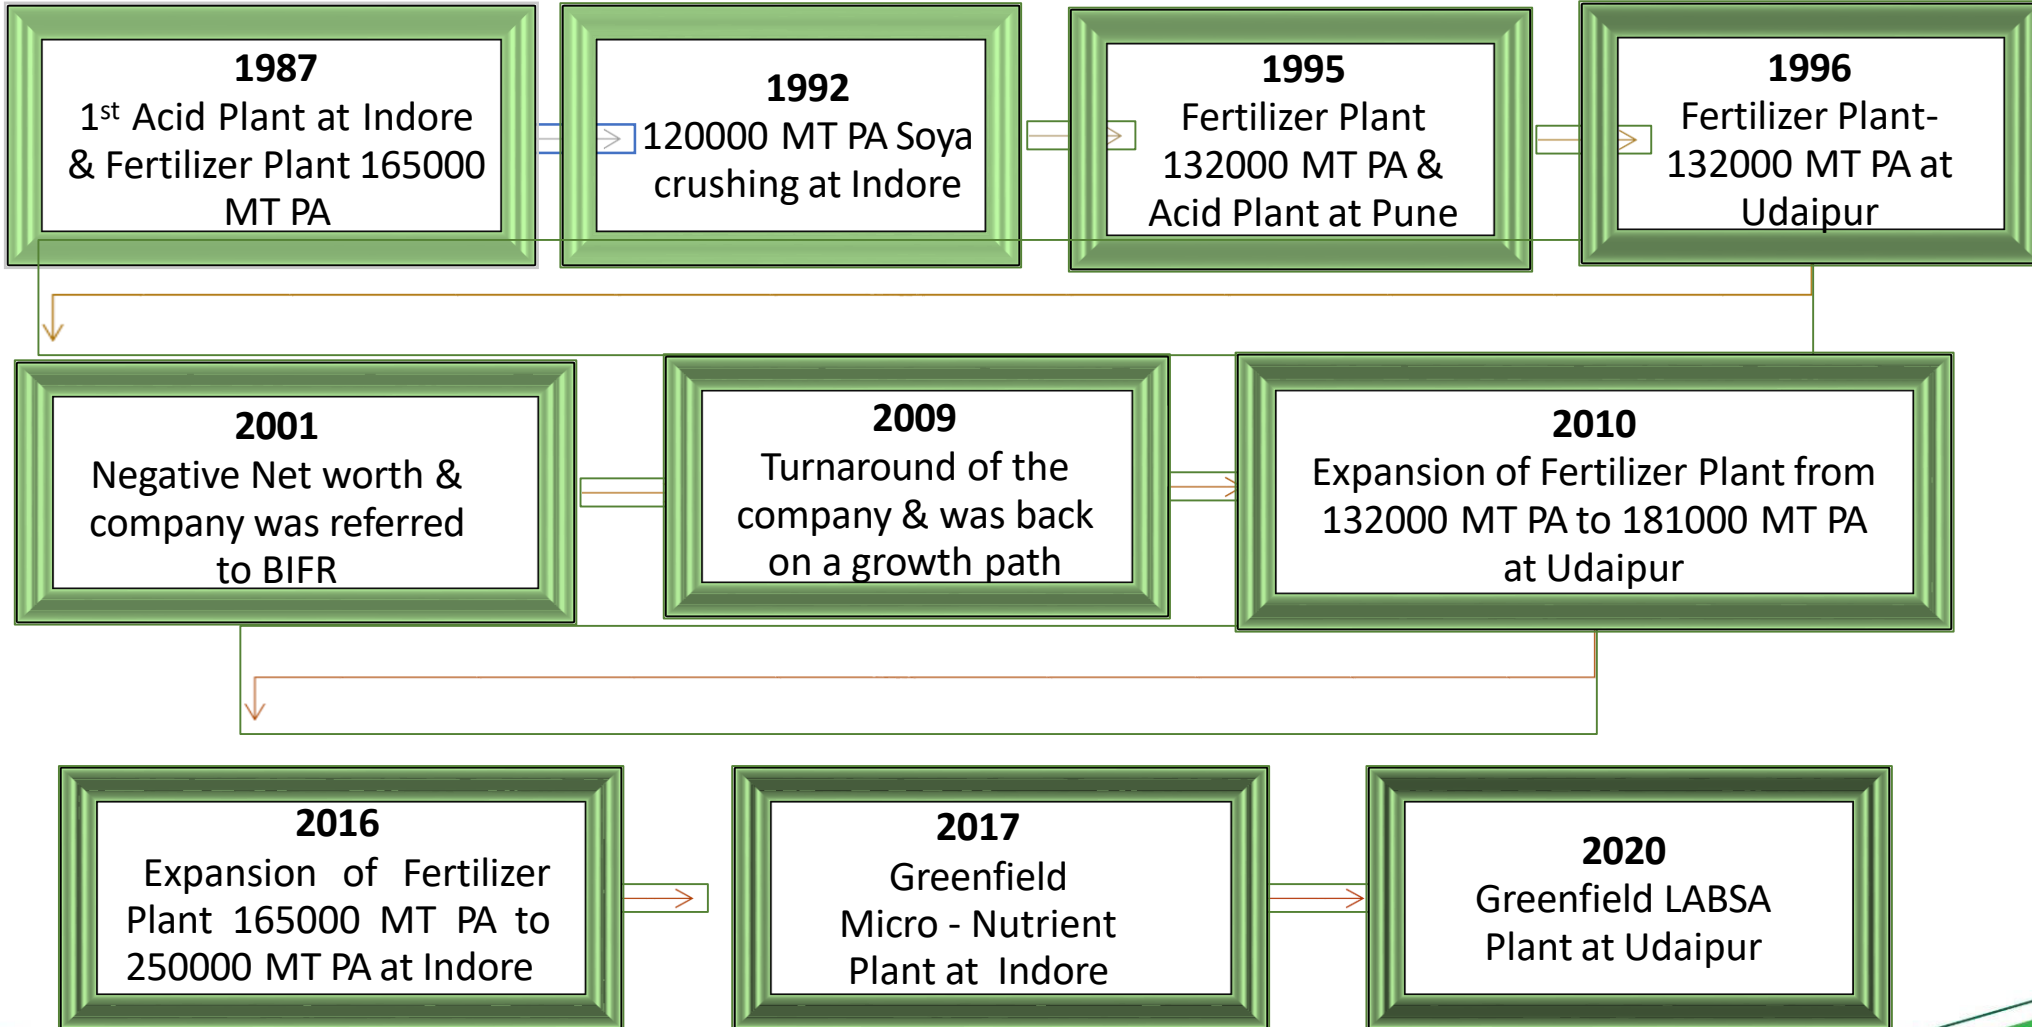 1987
1st Acid Plant at Indore
& Fertilizer Plant 165000
MT PA
1992
120000 MT PA Soya
crushing at Indore
1995
Fertilizer Plant
132000 MT PA &
Acid Plant at Pune
1996
Fertilizer Plant-
132000 MT PA at
Udaipur
2001
Negative Net worth &
company was referred
to BIFR
2009
Turnaround of the
company & was back
on a growth path
2010
Expansion of Fertilizer Plant from
132000 MT PA to 181000 MT PA
at Udaipur
2016
Expansion of Fertilizer
Plant 165000 MT PA to
250000 MT PA at Indore
2017
Greenfield
Micro - Nutrient
Plant at Indore
2020
Greenfield LABSA
Plant at Udaipur